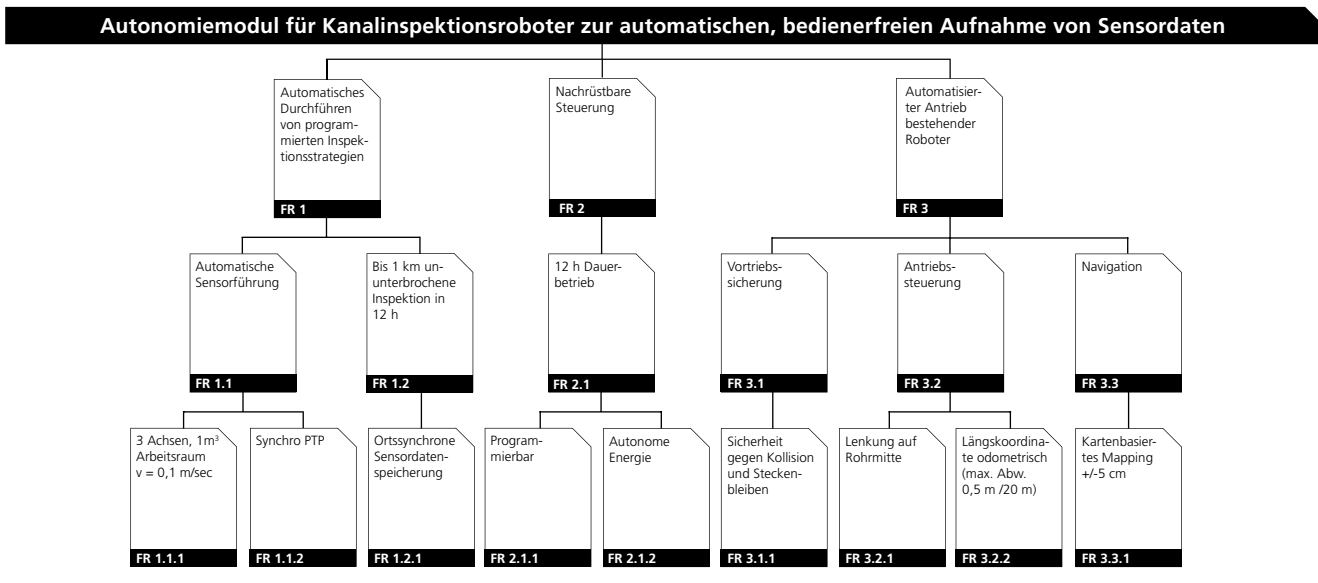 Autonomiemodul für Kanalinspektionsroboter zur automatischen, bedienerfreien Aufnahme von Sensordaten
Automatisches
Durchführen
von program-
mierten Inspek-
tionsstrategien
FR 1
Nachrüstbare
Steuerung
FR 2
Automatisier-
ter Antrieb
bestehender
Roboter
FR 3
Automatische
Sensorführung
FR 1.1
Bis 1 km un-
unterbrochene
Inspektion in
12 h
FR 1.2
12 h Dauer-
betrieb
FR 2.1
Vortriebs-
sicherung
FR 3.1
Antriebs-
steuerung
FR 3.2
Navigation
FR 3.3
3 Achsen, 1m³
Arbeitsraum
v = 0,1 m/sec
FR 1.1.1
Synchro PTP
FR 1.1.2
Ortssynchrone
Sensordaten-
speicherung
FR 1.2.1
Program-
mierbar
FR 2.1.1
Autonome
Energie
FR 2.1.2
Sicherheit
gegen Kollision
und Stecken-
bleiben
FR 3.1.1
Lenkung auf
Rohrmitte
FR 3.2.1
Längskoordina-
te odometrisch
(max. Abw.
0,5 m /20 m)
FR 3.2.2
Kartenbasier-
tes Mapping
+/-5 cm
FR 3.3.1